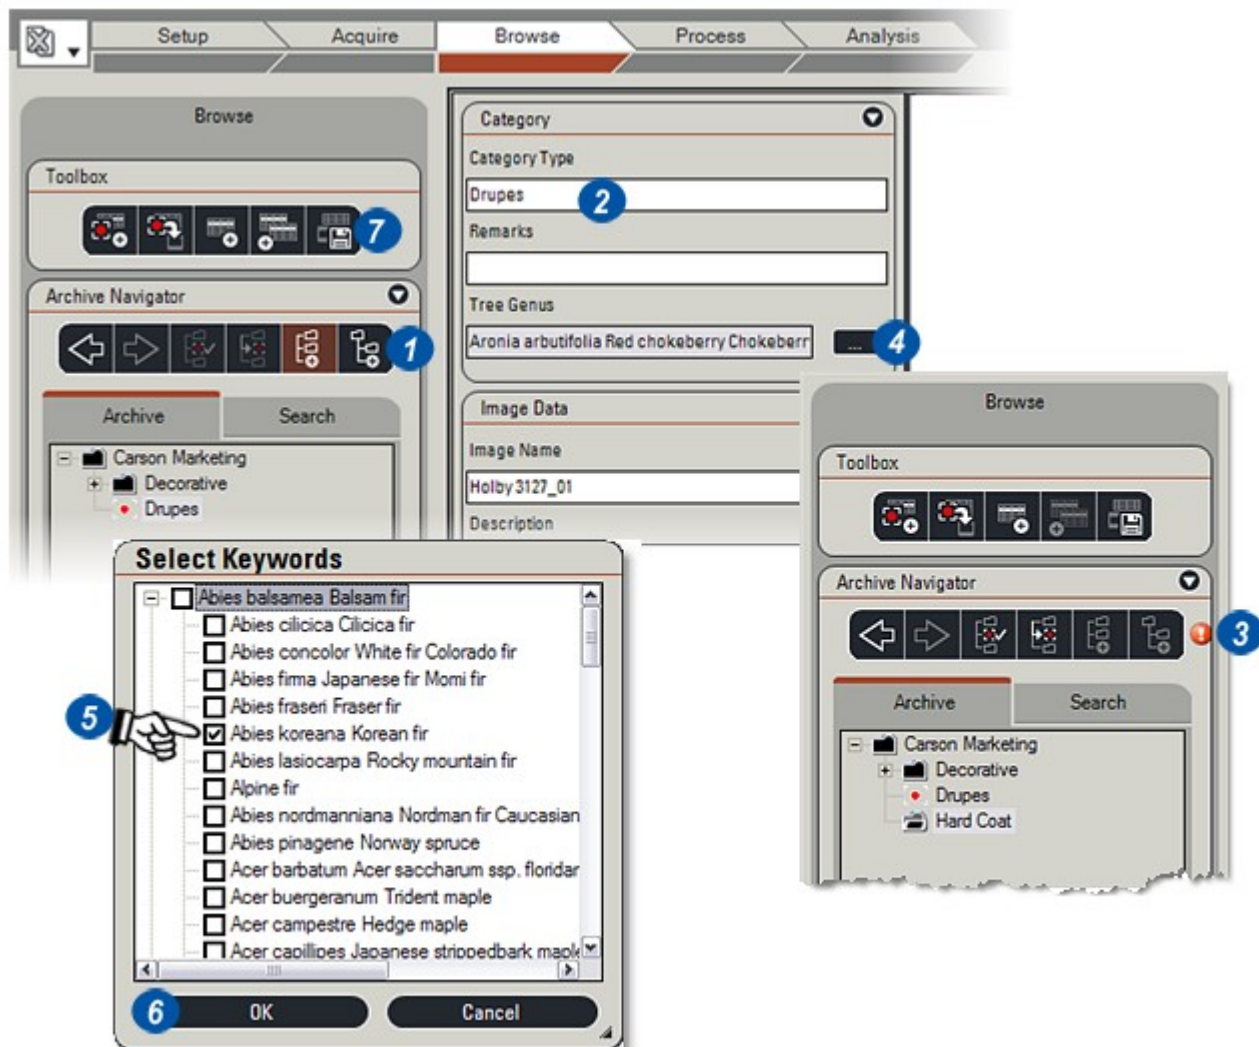 Setup
Acquire
Browse
Process
Analysis
Browse
Toolbox
7
Archive Navigator
1
Archive
Search
Carson Marketing
Decorative
Drupes
Category
Category Type
Drupes
2
Remarks
Tree Genus
Aronia arbutifolia Red chokeberry Chokeberr
...
4
Image Data
Image Name
Holby 3127_01
Description
Browse
Toolbox
Archive Navigator
3
Archive
Search
Carson Marketing
Decorative
Drupes
Hard Coat
Select Keywords
Abies balsamea Balsam fir
Abies cilicica Cilicica fir
Abies concolor White fir Colorado fir
Abies firma Japanese fir Momi fir
Abies fraseri Fraser fir
5
Abies koreana Korean fir
Abies lasiocarpa Rocky mountain fir
Alpine fir
Abies nordmanniana Nordman fir Caucasian
Abies pinagene Norway spruce
Acer barbatum Acer saccharum ssp. floridar
Acer buergeranum Trident maple
Acer campestre Hedge maple
Acer capillipes Japanese strippedbark maple
6
OK
Cancel